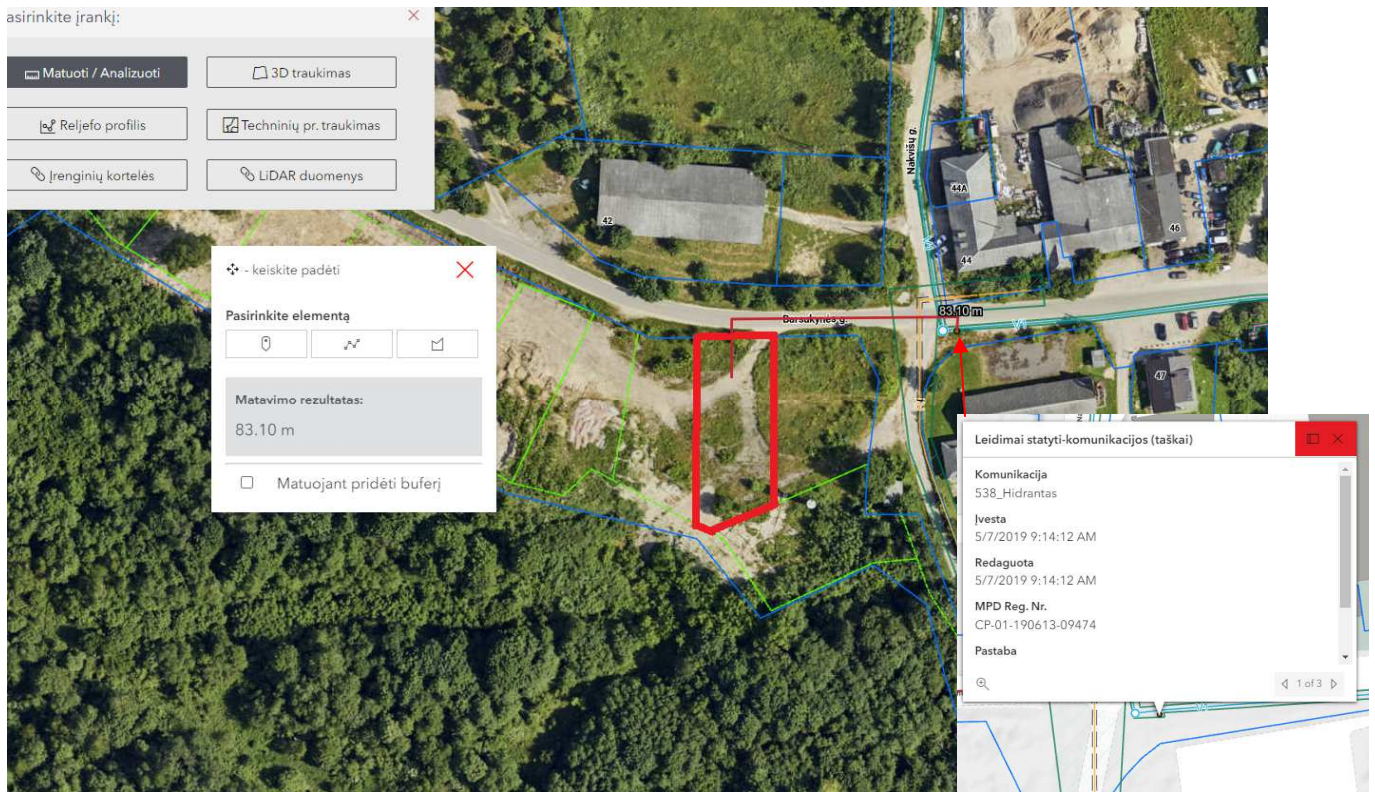 asirinkite įrankį:
Matuoti / Analizuoti
3D traukimas
Reljefo profilis
Techninių pr. traukimas
Įrenginių kortelės
LiDAR duomenys
- keiskite padėti
Pasirinkite elementą
Matavimo rezultatas:
83.10 m
Matuojant pridėti buferį
Nakvišų g.
44A
42
46
44
83.10 m
Barsukynės g.
V1
V1
47
Leidimai statyti-komunikacijos (taškai)
Komunikacija
538_Hidrantas
Įvesta
5/7/2019 9:14:12 AM
Redaguota
5/7/2019 9:14:12 AM
MPD Reg. Nr.
CP-01-190613-09474
Pastaba
1 of 3
V1